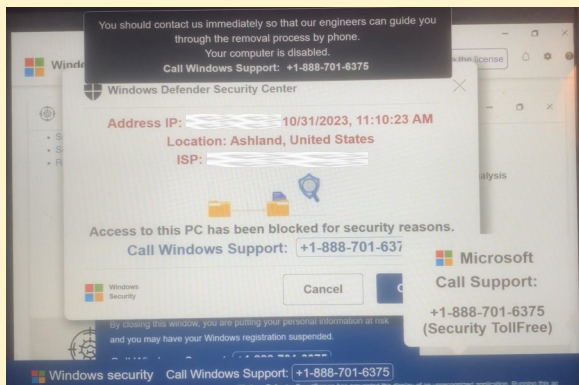 You should contact us immediately so that our engineers can guide you
through the removal process by phone.
Your computer is disabled.
Call Windows Support: +1-888-701-6375
license
Windows Defender Security Center
Address IP: 10/31/2023, 11:10:23 AM
Location: Ashland, United States
ISP:
Access to this PC has been blocked for security reasons.
Call Windows Support: +1-888-701-637
Windows
Security
Cancel
Microsoft
Call Support:
+1-888-701-6375
(Security TollFree)
By closing this window, you are putting your personal information at risk
and you may have your Windows registration suspended.
Windows security Call Windows Support: +1-888-701-6375